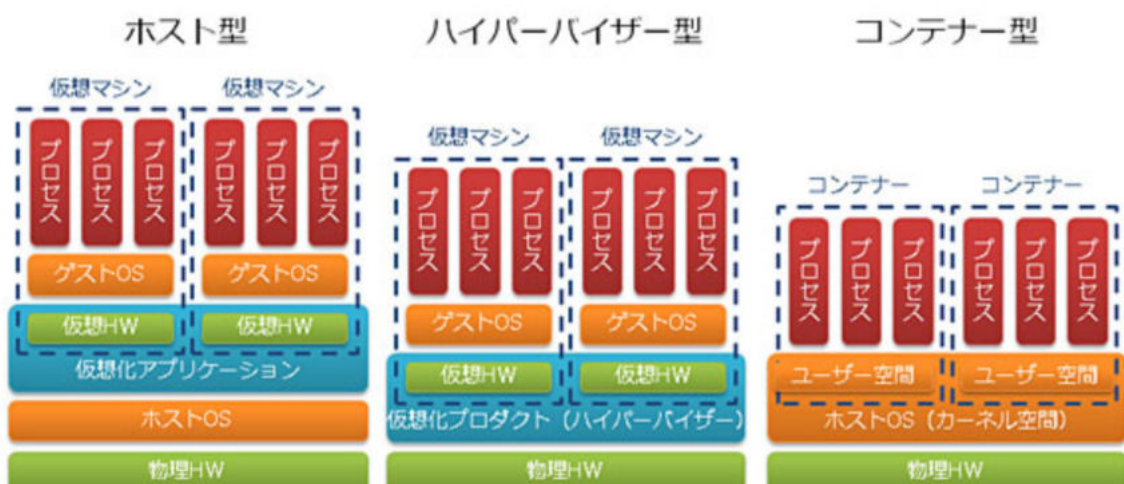 ホスト型
仮想マシン 仮想マシン
プロセス プロセス プロセス プロセス プロセス プロセス
ゲストOS ゲストOS
仮想HW 仮想HW
仮想化アプリケーション
ホストOS
物理HW
ハイパーバイザー型
仮想マシン 仮想マシン
プロセス プロセス プロセス プロセス プロセス プロセス
ゲストOS ゲストOS
仮想HW 仮想HW
仮想化プロダクト（ハイパーバイザー）
物理HW
コンテナー型
コンテナー コンテナー
プロセス プロセス プロセス プロセス プロセス プロセス
ユーザー空間 ユーザー空間
ホストOS（カーネル空間）
物理HW